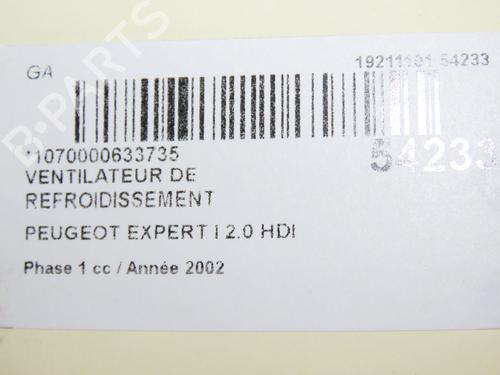 GA
19211101 54233
*1070000633735
54233
VENTILATEUR DE
REFROIDISSEMENT
PEUGEOT EXPERT I 2.0 HDI
Phase 1 cc / Année 2002
B-PARTS